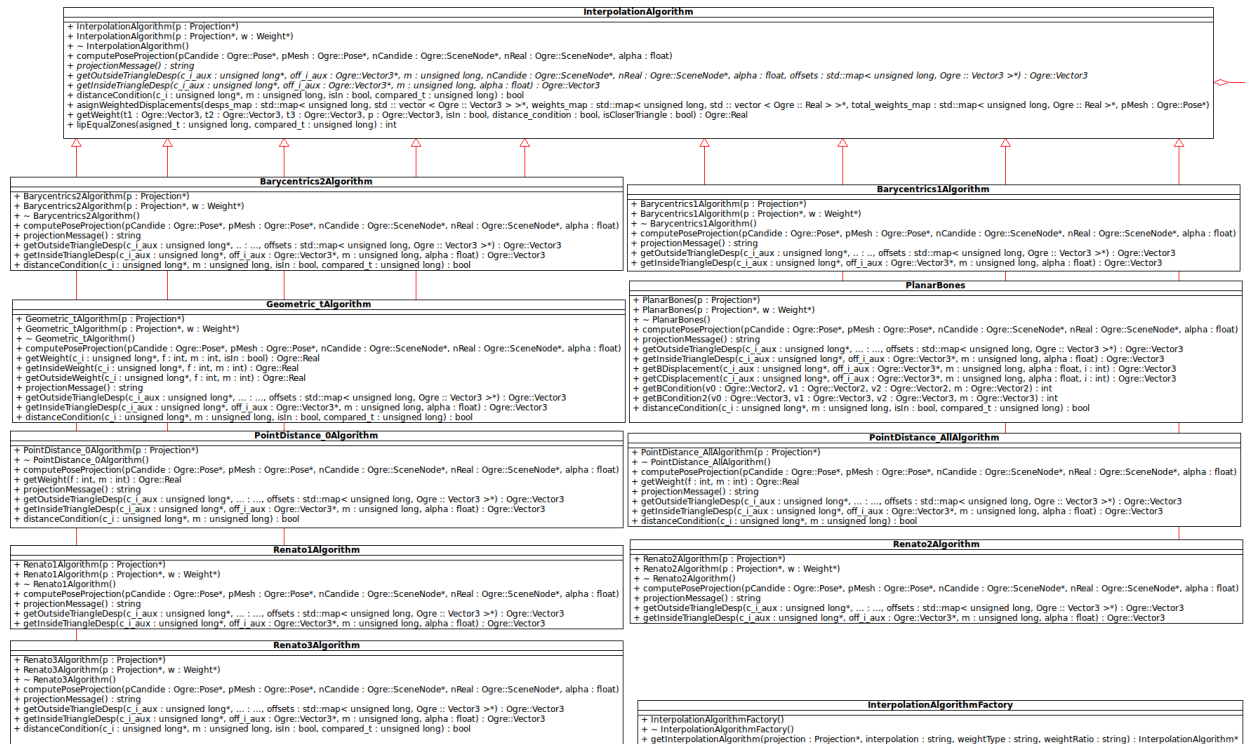 InterpolationAlgorithm
+ InterpolationAlgorithm(p : Projection*)
+ InterpolationAlgorithm(p : Projection*, w : Weight*)
+ ~ InterpolationAlgorithm()
+ computePoseProjection(pCandide : Ogre::Pose*, pMesh : Ogre::Pose*, nCandide : Ogre::SceneNode*, nReal : Ogre::SceneNode*, alpha : float)
+ projectionMessage() : string
+ getOutsideTriangleDesp(c_i_aux : unsigned long*, off_i_aux : Ogre::Vector3*, m : unsigned long, nCandide : Ogre::SceneNode*, nReal : Ogre::SceneNode*, alpha : float, offsets : std::map< unsigned long, Ogre :: Vector3 >*) : Ogre::Vector3
+ getInsideTriangleDesp(c_i_aux : unsigned long*, off_i_aux : Ogre::Vector3*, m : unsigned long, alpha : float) : Ogre::Vector3
+ distanceCondition(c_i : unsigned long*, m : unsigned long, isIn : bool, compared_t : unsigned long) : bool
+ asignWeightedDisplacements(desps_map : std::map< unsigned long, std :: vector < Ogre :: Vector3 > >*, weights_map : std::map< unsigned long, std :: vector < Ogre :: Real > >*, total_weights_map : std::map< unsigned long, Ogre :: Real >*, pMesh : Ogre::Pose*)
+ getWeight(t1 : Ogre::Vector3, t2 : Ogre::Vector3, t3 : Ogre::Vector3, p : Ogre::Vector3, isIn : bool, distance_condition : bool, isCloserTriangle : bool) : Ogre::Real
+ lipEqualZones(asigned_t : unsigned long, compared_t : unsigned long) : int
Barycentrics2Algorithm
+ Barycentrics2Algorithm(p : Projection*)
+ Barycentrics2Algorithm(p : Projection*, w : Weight*)
+ ~ Barycentrics2Algorithm()
+ computePoseProjection(pCandide : Ogre::Pose*, pMesh : Ogre::Pose*, nCandide : Ogre::SceneNode*, nReal : Ogre::SceneNode*, alpha : float)
+ projectionMessage() : string
+ getOutsideTriangleDesp(c_i_aux : unsigned long*, .. : ..., offsets : std::map< unsigned long, Ogre :: Vector3 >*) : Ogre::Vector3
+ getInsideTriangleDesp(c_i_aux : unsigned long*, off_i_aux : Ogre::Vector3*, m : unsigned long, alpha : float) : Ogre::Vector3
+ distanceCondition(c_i : unsigned long*, m : unsigned long, isIn : bool, compared_t : unsigned long) : bool
Barycentrics1Algorithm
+ Barycentrics1Algorithm(p : Projection*)
+ Barycentrics1Algorithm(p : Projection*, w : Weight*)
+ ~ Barycentrics1Algorithm()
+ computePoseProjection(pCandide : Ogre::Pose*, pMesh : Ogre::Pose*, nCandide : Ogre::SceneNode*, nReal : Ogre::SceneNode*, alpha : float)
+ projectionMessage() : string
+ getOutsideTriangleDesp(c_i_aux : unsigned long*, .. : .., offsets : std::map< unsigned long, Ogre :: Vector3 >*) : Ogre::Vector3
+ getInsideTriangleDesp(c_i_aux : unsigned long*, off_i_aux : Ogre::Vector3*, m : unsigned long, alpha : float) : Ogre::Vector3
Geometric_tAlgorithm
+ Geometric_tAlgorithm(p : Projection*)
+ Geometric_tAlgorithm(p : Projection*, w : Weight*)
+ ~ Geometric_tAlgorithm()
+ computePoseProjection(pCandide : Ogre::Pose*, pMesh : Ogre::Pose*, nCandide : Ogre::SceneNode*, nReal : Ogre::SceneNode*, alpha : float)
+ getWeight(c_i : unsigned long*, f : int, m : int, isIn : bool) : Ogre::Real
+ getInsideWeight(c_i : unsigned long*, f : int, m : int) : Ogre::Real
+ getOutsideWeight(c_i : unsigned long*, f : int, m : int) : Ogre::Real
+ projectionMessage() : string
+ getOutsideTriangleDesp(c_i_aux : unsigned long*, ... : ..., offsets : std::map< unsigned long, Ogre :: Vector3 >*) : Ogre::Vector3
+ getInsideTriangleDesp(c_i_aux : unsigned long*, off_i_aux : Ogre::Vector3*, m : unsigned long, alpha : float) : Ogre::Vector3
+ distanceCondition(c_i : unsigned long*, m : unsigned long, isIn : bool, compared_t : unsigned long) : bool
PlanarBones
+ PlanarBones(p : Projection*)
+ PlanarBones(p : Projection*, w : Weight*)
+ ~ PlanarBones()
+ computePoseProjection(pCandide : Ogre::Pose*, pMesh : Ogre::Pose*, nCandide : Ogre::SceneNode*, nReal : Ogre::SceneNode*, alpha : float)
+ projectionMessage() : string
+ getOutsideTriangleDesp(c_i_aux : unsigned long*, ... : ..., offsets : std::map< unsigned long, Ogre :: Vector3 >*) : Ogre::Vector3
+ getInsideTriangleDesp(c_i_aux : unsigned long*, off_i_aux : Ogre::Vector3*, m : unsigned long, alpha : float) : Ogre::Vector3
+ getBDisplacement(c_i_aux : unsigned long*, off_i_aux : Ogre::Vector3*, m : unsigned long, alpha : float, i : int) : Ogre::Vector3
+ getCDisplacement(c_i_aux : unsigned long*, off_i_aux : Ogre::Vector3*, m : unsigned long, alpha : float, i : int) : Ogre::Vector3
+ getBCondition(v0 : Ogre::Vector2, v1 : Ogre::Vector2, v2 : Ogre::Vector2, m : Ogre::Vector2) : int
+ getBCondition2(v0 : Ogre::Vector3, v1 : Ogre::Vector3, v2 : Ogre::Vector3, m : Ogre::Vector3) : int
+ distanceCondition(c_i : unsigned long*, m : unsigned long, isIn : bool, compared_t : unsigned long) : bool
PointDistance_0Algorithm
+ PointDistance_0Algorithm(p : Projection*)
+ ~ PointDistance_0Algorithm()
+ computePoseProjection(pCandide : Ogre::Pose*, pMesh : Ogre::Pose*, nCandide : Ogre::SceneNode*, nReal : Ogre::SceneNode*, alpha : float)
+ getWeight(f : int, m : int) : Ogre::Real
+ projectionMessage() : string
+ getOutsideTriangleDesp(c_i_aux : unsigned long*, ... : ..., offsets : std::map< unsigned long, Ogre :: Vector3 >*) : Ogre::Vector3
+ getInsideTriangleDesp(c_i_aux : unsigned long*, off_i_aux : Ogre::Vector3*, m : unsigned long, alpha : float) : Ogre::Vector3
+ distanceCondition(c_i : unsigned long*, m : unsigned long) : bool
PointDistance_AllAlgorithm
+ PointDistance_AllAlgorithm(p : Projection*)
+ ~ PointDistance_AllAlgorithm()
+ computePoseProjection(pCandide : Ogre::Pose*, pMesh : Ogre::Pose*, nCandide : Ogre::SceneNode*, nReal : Ogre::SceneNode*, alpha : float)
+ getWeight(f : int, m : int) : Ogre::Real
+ projectionMessage() : string
+ getOutsideTriangleDesp(c_i_aux : unsigned long*, ... : ..., offsets : std::map< unsigned long, Ogre :: Vector3 >*) : Ogre::Vector3
+ getInsideTriangleDesp(c_i_aux : unsigned long*, off_i_aux : Ogre::Vector3*, m : unsigned long, alpha : float) : Ogre::Vector3
+ distanceCondition(c_i : unsigned long*, m : unsigned long) : bool
Renato1Algorithm
+ Renato1Algorithm(p : Projection*)
+ Renato1Algorithm(p : Projection*, w : Weight*)
+ ~ Renato1Algorithm()
+ computePoseProjection(pCandide : Ogre::Pose*, pMesh : Ogre::Pose*, nCandide : Ogre::SceneNode*, nReal : Ogre::SceneNode*, alpha : float)
+ projectionMessage() : string
+ getOutsideTriangleDesp(c_i_aux : unsigned long*, ... : ..., offsets : std::map< unsigned long, Ogre :: Vector3 >*) : Ogre::Vector3
+ getInsideTriangleDesp(c_i_aux : unsigned long*, off_i_aux : Ogre::Vector3*, m : unsigned long, alpha : float) : Ogre::Vector3
Renato2Algorithm
+ Renato2Algorithm(p : Projection*)
+ Renato2Algorithm(p : Projection*, w : Weight*)
+ ~ Renato2Algorithm()
+ computePoseProjection(pCandide : Ogre::Pose*, pMesh : Ogre::Pose*, nCandide : Ogre::SceneNode*, nReal : Ogre::SceneNode*, alpha : float)
+ projectionMessage() : string
+ getOutsideTriangleDesp(c_i_aux : unsigned long*, ... : ..., offsets : std::map< unsigned long, Ogre :: Vector3 >*) : Ogre::Vector3
+ getInsideTriangleDesp(c_i_aux : unsigned long*, off_i_aux : Ogre::Vector3*, m : unsigned long, alpha : float) : Ogre::Vector3
Renato3Algorithm
+ Renato3Algorithm(p : Projection*)
+ Renato3Algorithm(p : Projection*, w : Weight*)
+ ~ Renato3Algorithm()
+ computePoseProjection(pCandide : Ogre::Pose*, pMesh : Ogre::Pose*, nCandide : Ogre::SceneNode*, nReal : Ogre::SceneNode*, alpha : float)
+ projectionMessage() : string
+ getOutsideTriangleDesp(c_i_aux : unsigned long*, ... : ..., offsets : std::map< unsigned long, Ogre :: Vector3 >*) : Ogre::Vector3
+ getInsideTriangleDesp(c_i_aux : unsigned long*, off_i_aux : Ogre::Vector3*, m : unsigned long, alpha : float) : Ogre::Vector3
+ distanceCondition(c_i : unsigned long*, m : unsigned long, isIn : bool, compared_t : unsigned long) : bool
InterpolationAlgorithmFactory
+ InterpolationAlgorithmFactory()
+ ~ InterpolationAlgorithmFactory()
+ getInterpolationAlgorithm(projection : Projection*, interpolation : string, weightType : string, weightRatio : string) : InterpolationAlgorithm*